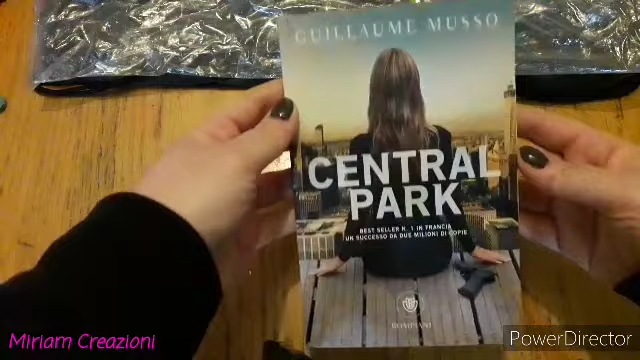 GUILLAUME MUSSO
CENTRAL
PARK
BEST SELLER N. 1 IN FRANCIA
UN SUCCESSO DA DUE MILIONI DI COPIE
BOMPIANI
Miriam Creazioni
PowerDirector